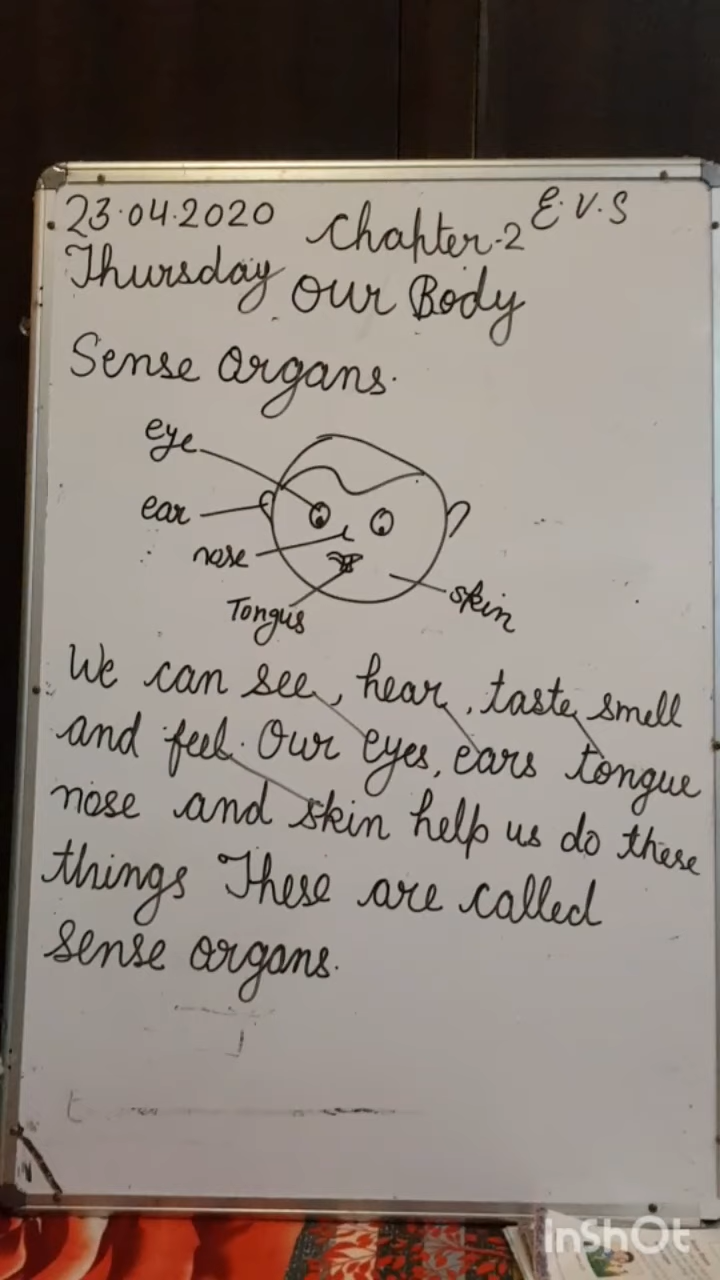 23.04.2020 Chapter-2 E.V.S
Thursday Our Body
Sense Organs.
eye
ear
nose
Tongus
skin
We can see, hear, taste, smell
and feel. Our eyes, ears tongue
nose and skin help us do these
things These are called
sense organs.
InShOt